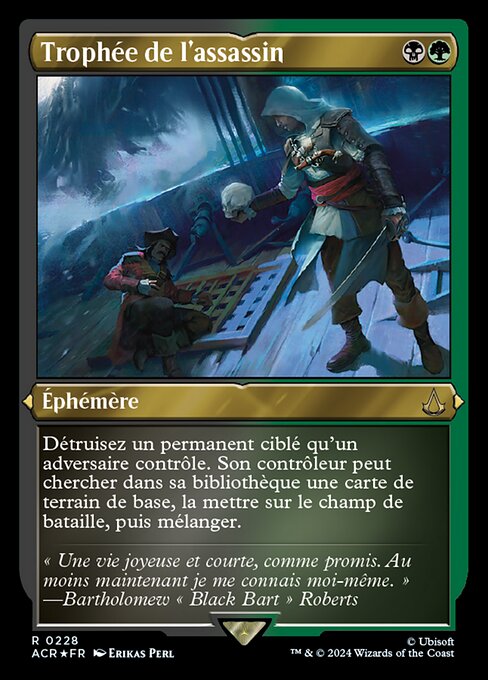 Trophée de l'assassin
Éphémère
Détruisez un permanent ciblé qu'un
adversaire contrôle. Son contrôleur peut
chercher dans sa bibliothèque une carte de
terrain de base, la mettre sur le champ de
bataille, puis mélanger.
« Une vie joyeuse et courte, comme promis. Au
moins maintenant je me connais moi-même. »
—Bartholomew « Black Bart » Roberts
R 0228
ACR★FR Erikas Perl
© Ubisoft
™ & © 2024 Wizards of the Coast